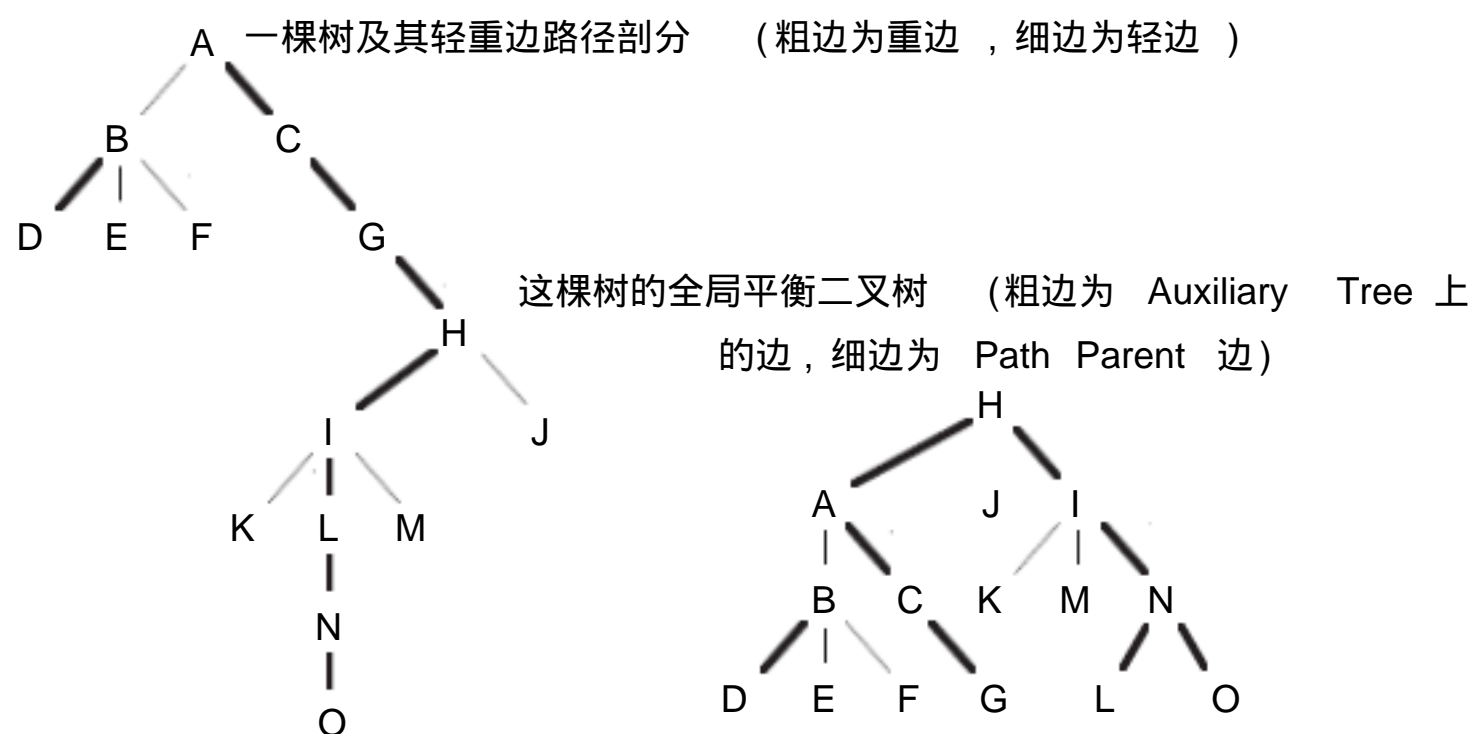 A 一棵树及其轻重边路径剖分 （粗边为重边 ，细边为轻边 ）
B C
D E F G
这棵树的全局平衡二叉树 （粗边为 Auxiliary Tree 上
H
的边，细边为 Path Parent 边）
H
I J
A J I
K L M
B C K M N
N
D E F G L O
O